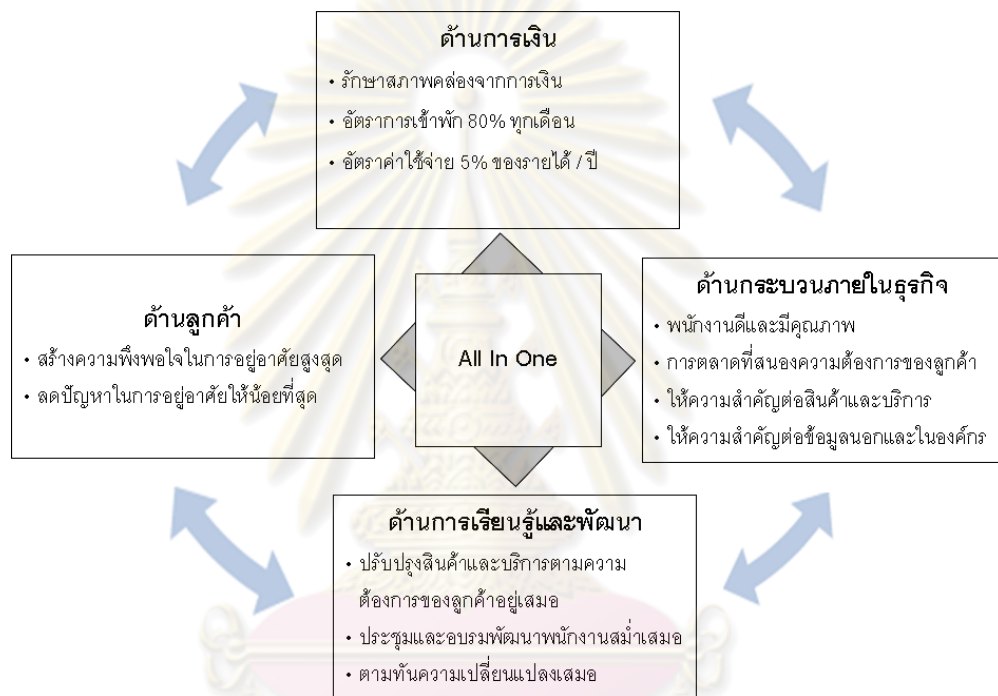 ด้านการเงิน
• รักษาสภาพคล่องจากการเงิน
• อัตราการเข้าพัก 80% ทุกเดือน
• อัตราค่าใช้จ่าย 5% ของรายได้ / ปี
ด้านลูกค้า
• สร้างความพึงพอใจในการอยู่อาศัยสูงสุด
• ลดปัญหาในการอยู่อาศัยให้น้อยที่สุด
All In One
ด้านกระบวนภายในธุรกิจ
• พนักงานดีและมีคุณภาพ
• การตลาดที่สนองความต้องการของลูกค้า
• ให้ความสำคัญต่อสินค้าและบริการ
• ให้ความสำคัญต่อข้อมูลนอกและในองค์กร
ด้านการเรียนรู้และพัฒนา
• ปรับปรุงสินค้าและบริการตามความ
ต้องการของลูกค้าอยู่เสมอ
• ประชุมและอบรมพัฒนาพนักงานสม่ำเสมอ
• ตามทันความเปลี่ยนแปลงเสมอ